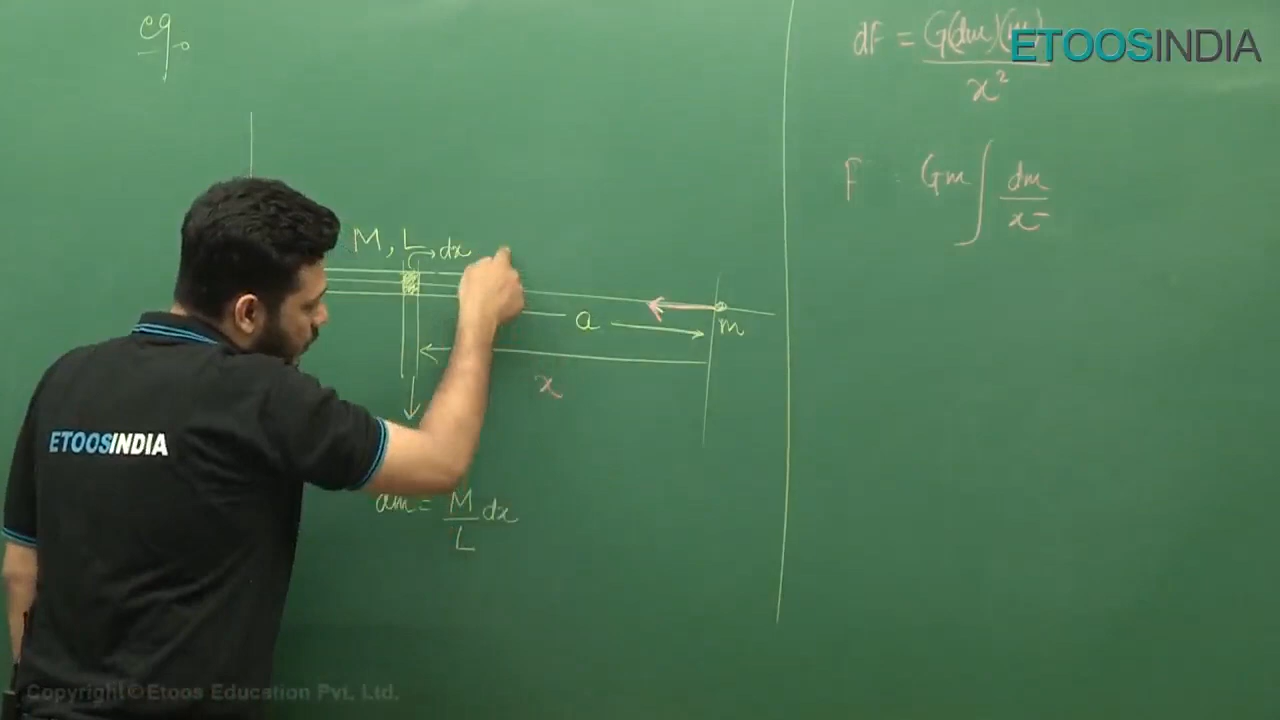 eg.
dF = G(dm)(m) / x²
ETOOSINDIA
F = Gm ∫ dm / x²
M, L → dx
a
m
x
dm = M / L dx
ETOOSINDIA
Copyright © Etoos Education Pvt. Ltd.